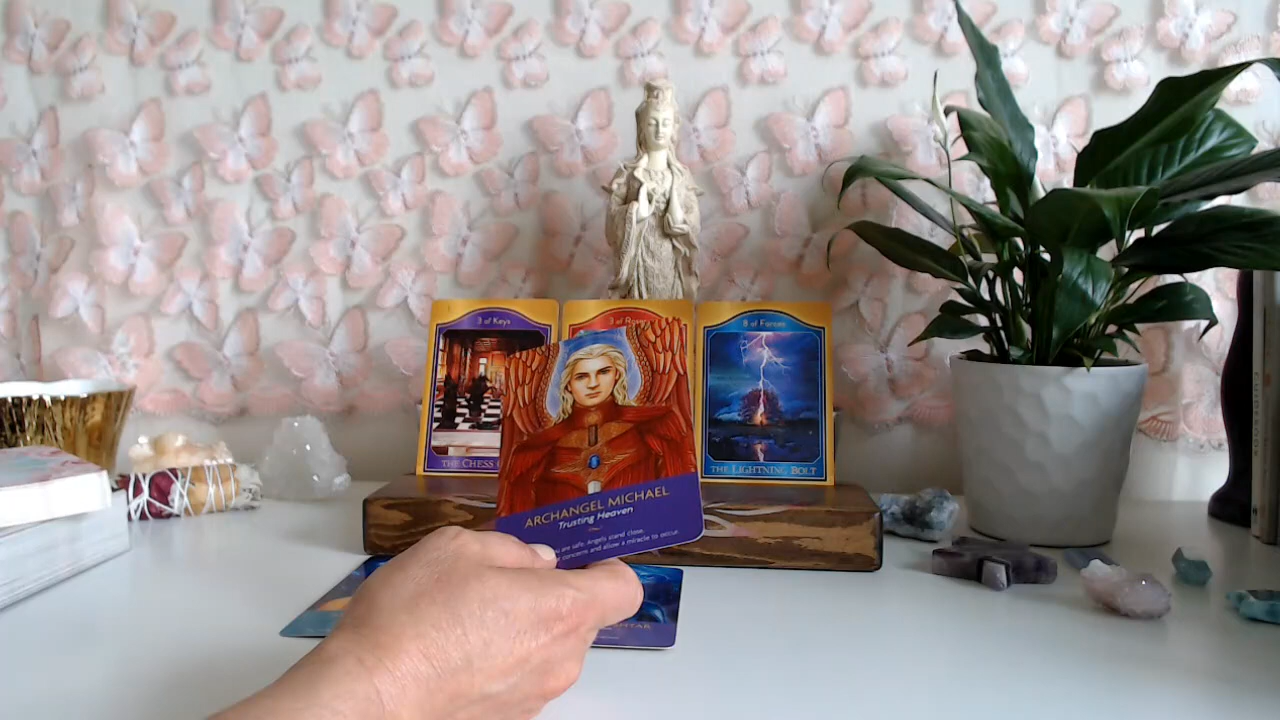 3 of Keys
3 of
8 of Forces
THE CHESS
THE LIGHTNING BOLT
ARCHANGEL MICHAEL
Trusting Heaven
are safe. Angels stand close.
concerns and allow a miracle to occur.